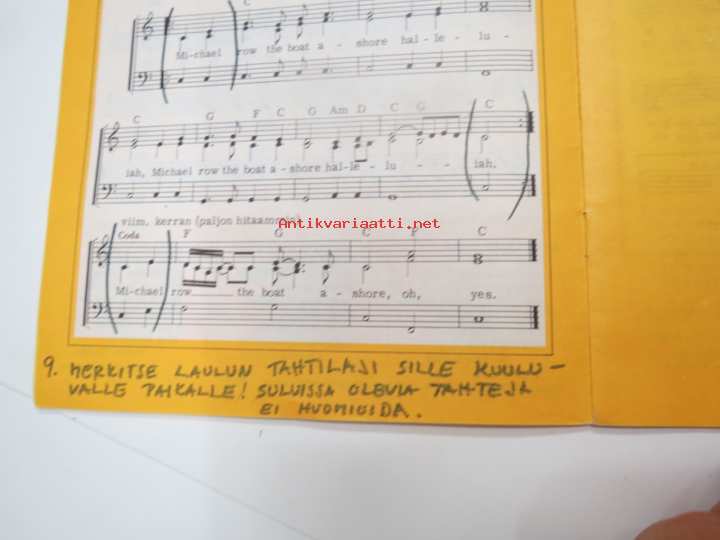 C
Mi-chael row the boat a - shore hal - le - lu -
C G F C G Am D C G C
iah, Michael row the boat a - shore hal - le - lu - - iah.
viim. kerran (paljon hitaammin)
Antikvariaatti.net
Coda F G C F C
Mi-chael row____ the boat a - shore, oh, yes.
9. MERKITSE LAULUN TAHTILAJI SILLE KUULU-
VALLE PAIKALLE! SULUISSA OLEVIA TAHTEJA
EI HUOMIOIDA.